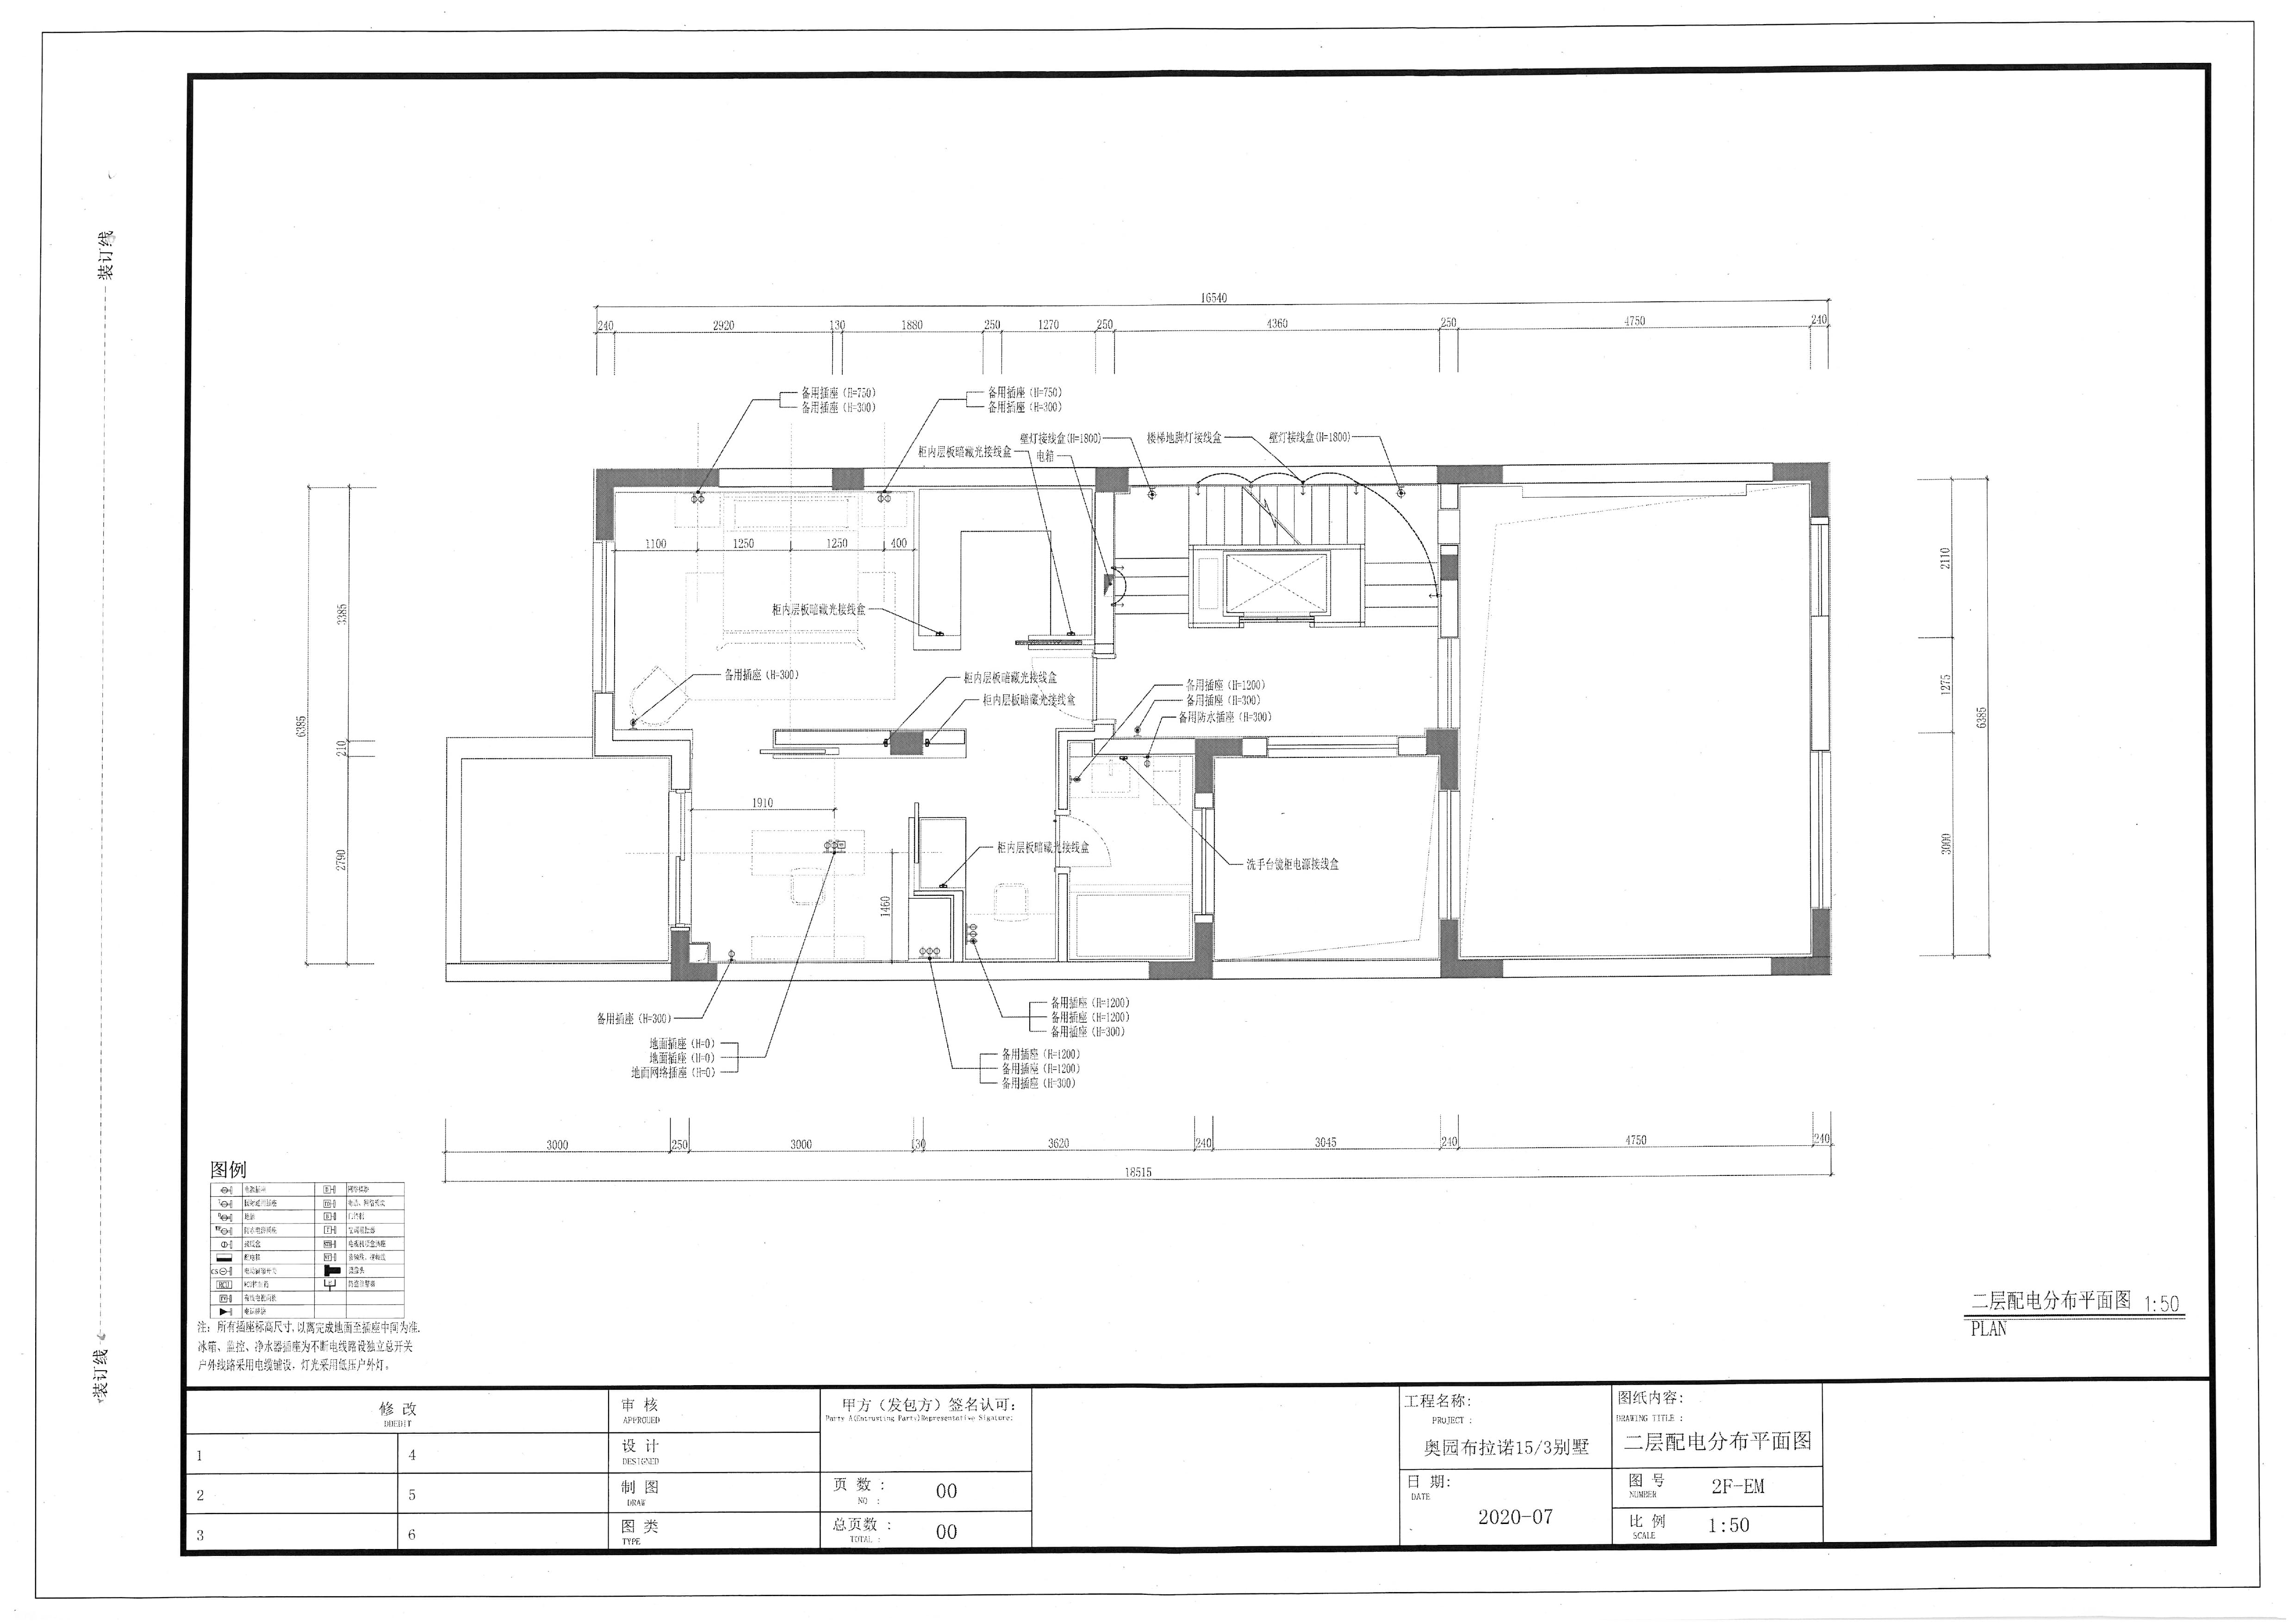 装订线
装订线
16540
240 2920 130 1880 250 1270 250 4360 250 4750 240
备用插座（H=750）
备用插座（H=300）
备用插座（H=750）
备用插座（H=300）
壁灯接线盒(H=1800)
楼梯地脚灯接线盒
壁灯接线盒(H=1800)
柜内层板暗藏光接线盒
电箱
1100 1250 1250 400
柜内层板暗藏光接线盒
备用插座（H=300）
柜内层板暗藏光接线盒
柜内层板暗藏光接线盒
备用插座（H=1200）
备用插座（H=300）
备用防水插座（H=300）
6385
3385
210
2790
2110
1275
3000
6385
1910
1460
柜内层板暗藏光接线盒
洗手台镜柜电源接线盒
备用插座（H=300）
地面插座（H=0）
地面插座（H=0）
地面网络插座（H=0）
备用插座（H=1200）
备用插座（H=1200）
备用插座（H=300）
备用插座（H=1200）
备用插座（H=1200）
备用插座（H=300）
3000 250 3000 130 3620 240 3045 240 4750 240
18515
图例
注: 所有插座标高尺寸,以离完成地面至插座中间为准.
冰箱、监控、净水器插座为不断电线路设独立总开关
户外线路采用电缆铺设，灯光采用低压户外灯。
二层配电分布平面图 1:50
PLAN
修 改
DDEDIT
1 4
2 5
3 6
审 核
APPROUED
设 计
DESIGNED
制 图
DRAW
图 类
TYPE
甲方（发包方）签名认可:
Party A(Entrusting Party)Representative Sigature:
页 数 : 00
NO :
总页数 : 00
TOTAL :
工程名称:
PROJECT :
奥园布拉诺15/3别墅
日 期:
DATE
2020-07
图纸内容:
DRAWING TITLE :
二层配电分布平面图
图 号 2F-EM
NUMBER
比 例 1:50
SCALE